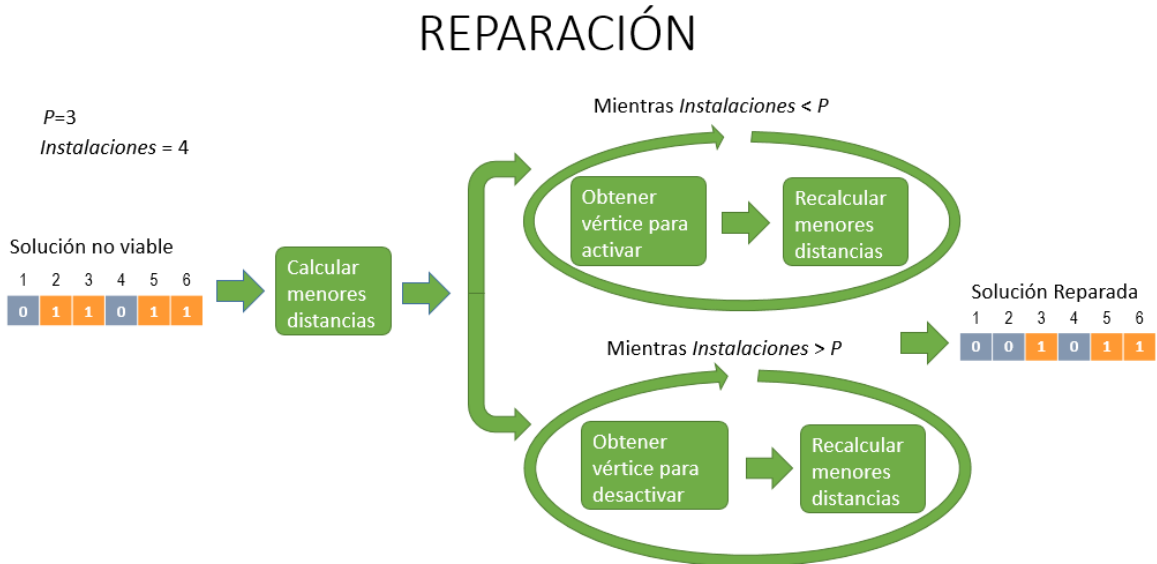 REPARACIÓN
P=3
Instalaciones = 4
Solución no viable
1 2 3 4 5 6
0 1 1 0 1 1
Calcular
menores
distancias
Mientras Instalaciones < P
Obtener
vértice para
activar
Recalcular
menores
distancias
Mientras Instalaciones > P
Obtener
vértice para
desactivar
Recalcular
menores
distancias
Solución Reparada
1 2 3 4 5 6
0 0 1 0 1 1